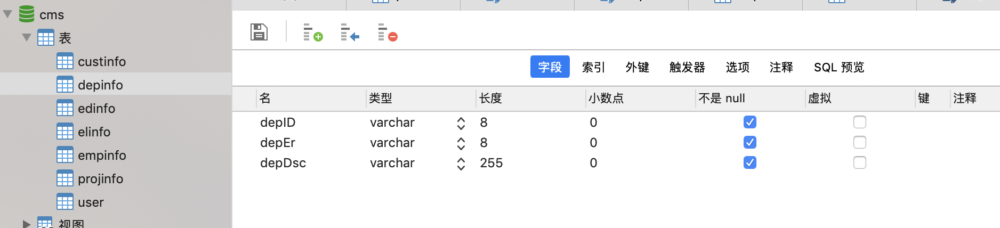 cms
表
custinfo
depinfo
edinfo
elinfo
empinfo
projinfo
user
视图
字段 索引 外键 触发器 选项 注释 SQL 预览
名 类型 长度 小数点 不是 null 虚拟 键 注释
depID varchar 8 0
depEr varchar 8 0
depDsc varchar 255 0